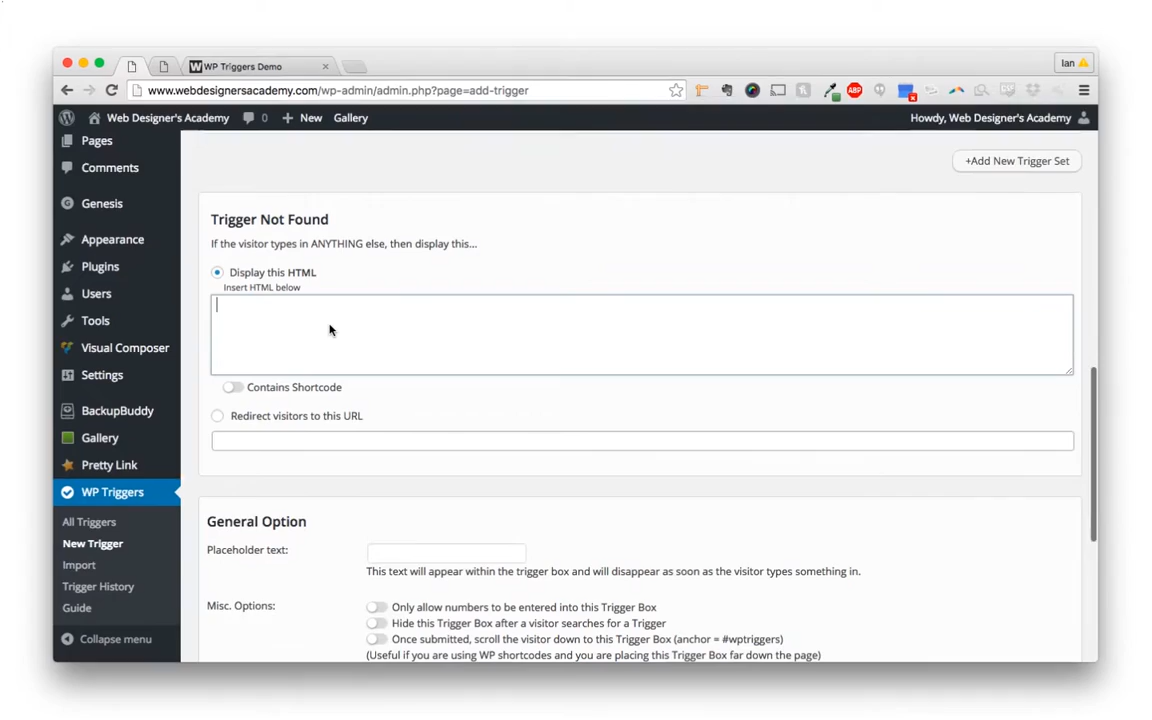 WP Triggers Demo
Ian
www.webdesignersacademy.com/wp-admin/admin.php?page=add-trigger
ABP
Web Designer's Academy 0 New Gallery
Howdy, Web Designer's Academy
Pages
Comments
Genesis
Appearance
Plugins
Users
Tools
Visual Composer
Settings
BackupBuddy
Gallery
Pretty Link
WP Triggers
All Triggers
New Trigger
Import
Trigger History
Guide
Collapse menu
+Add New Trigger Set
Trigger Not Found
If the visitor types in ANYTHING else, then display this...
Display this HTML
Insert HTML below
Contains Shortcode
Redirect visitors to this URL
General Option
Placeholder text:
This text will appear within the trigger box and will disappear as soon as the visitor types something in.
Misc. Options:
Only allow numbers to be entered into this Trigger Box
Hide this Trigger Box after a visitor searches for a Trigger
Once submitted, scroll the visitor down to this Trigger Box (anchor = #wptriggers)
(Useful if you are using WP shortcodes and you are placing this Trigger Box far down the page)